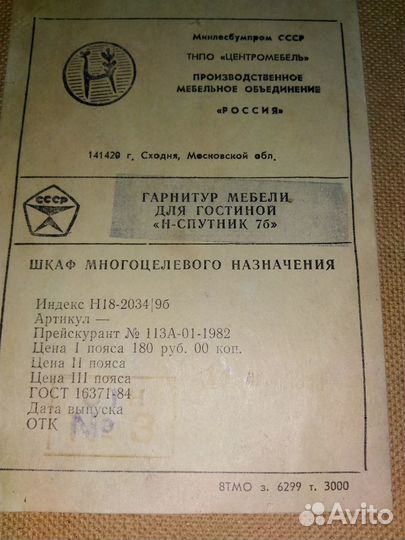 Минлесбумпром СССР
ТНПО «ЦЕНТРОМЕБЕЛЬ»
ПРОИЗВОДСТВЕННОЕ
МЕБЕЛЬНОЕ ОБЪЕДИНЕНИЕ
«РОССИЯ»
141420 г. Сходня, Московской обл.
СССР
ГАРНИТУР МЕБЕЛИ
ДЛЯ ГОСТИНОЙ
«Н-СПУТНИК 7б»
ШКАФ МНОГОЦЕЛЕВОГО НАЗНАЧЕНИЯ
Индекс Н18-2034|9б
Артикул —
Прейскурант № 113А-01-1982
Цена I пояса 180 руб. 00 коп.
Цена II пояса
Цена III пояса
ГОСТ 16371-84
Дата выпуска
ОТК
8ТМО з. 6299 т. 3000
Avito